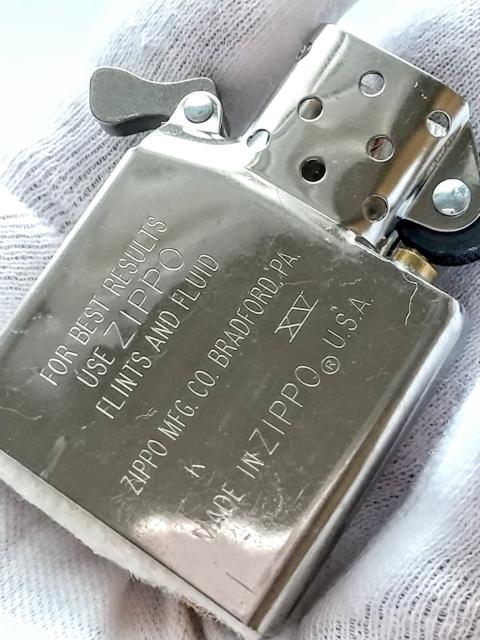 FOR BEST RESULTS
USE ZIPPO
FLINTS AND FLUID
ZIPPO MFG. CO. BRADFORD, PA.
K XV
MADE IN ZIPPO® U.S.A.